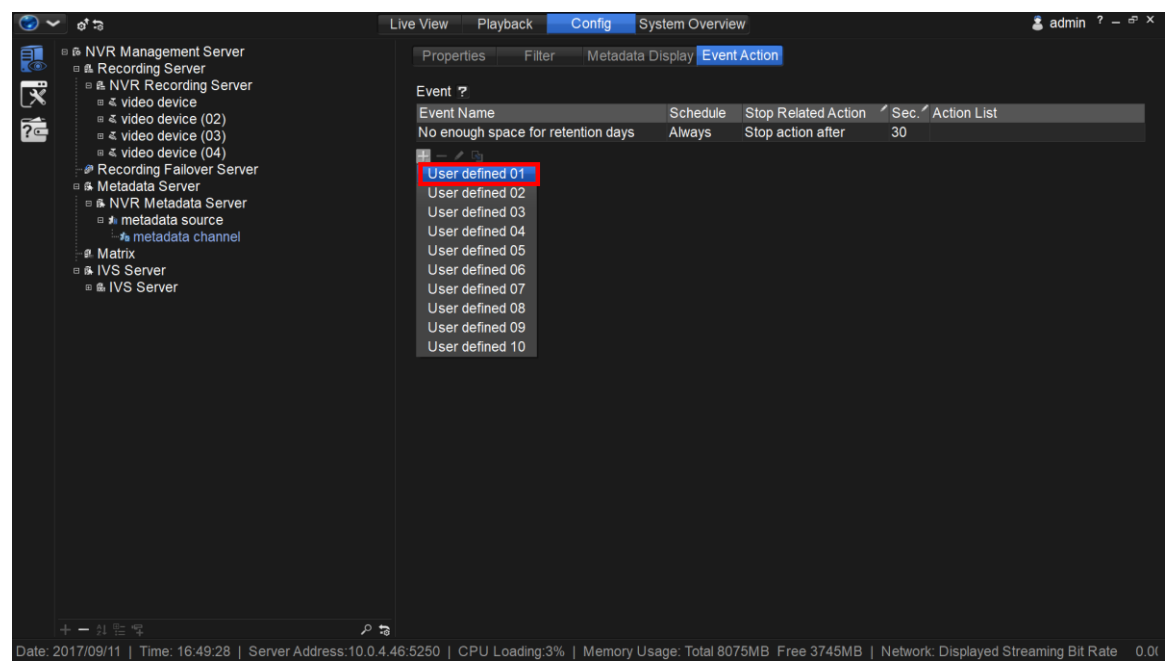 Live View Playback Config System Overview admin ? – ×
NVR Management Server
Recording Server
NVR Recording Server
video device
video device (02)
video device (03)
video device (04)
Recording Failover Server
Metadata Server
NVR Metadata Server
metadata source
metadata channel
Matrix
IVS Server
IVS Server
Properties Filter Metadata Display Event Action
Event ?
Event Name Schedule Stop Related Action Sec. Action List
No enough space for retention days Always Stop action after 30
User defined 01
User defined 02
User defined 03
User defined 04
User defined 05
User defined 06
User defined 07
User defined 08
User defined 09
User defined 10
Date: 2017/09/11 | Time: 16:49:28 | Server Address:10.0.4.46:5250 | CPU Loading:3% | Memory Usage: Total 8075MB Free 3745MB | Network: Displayed Streaming Bit Rate 0.0(